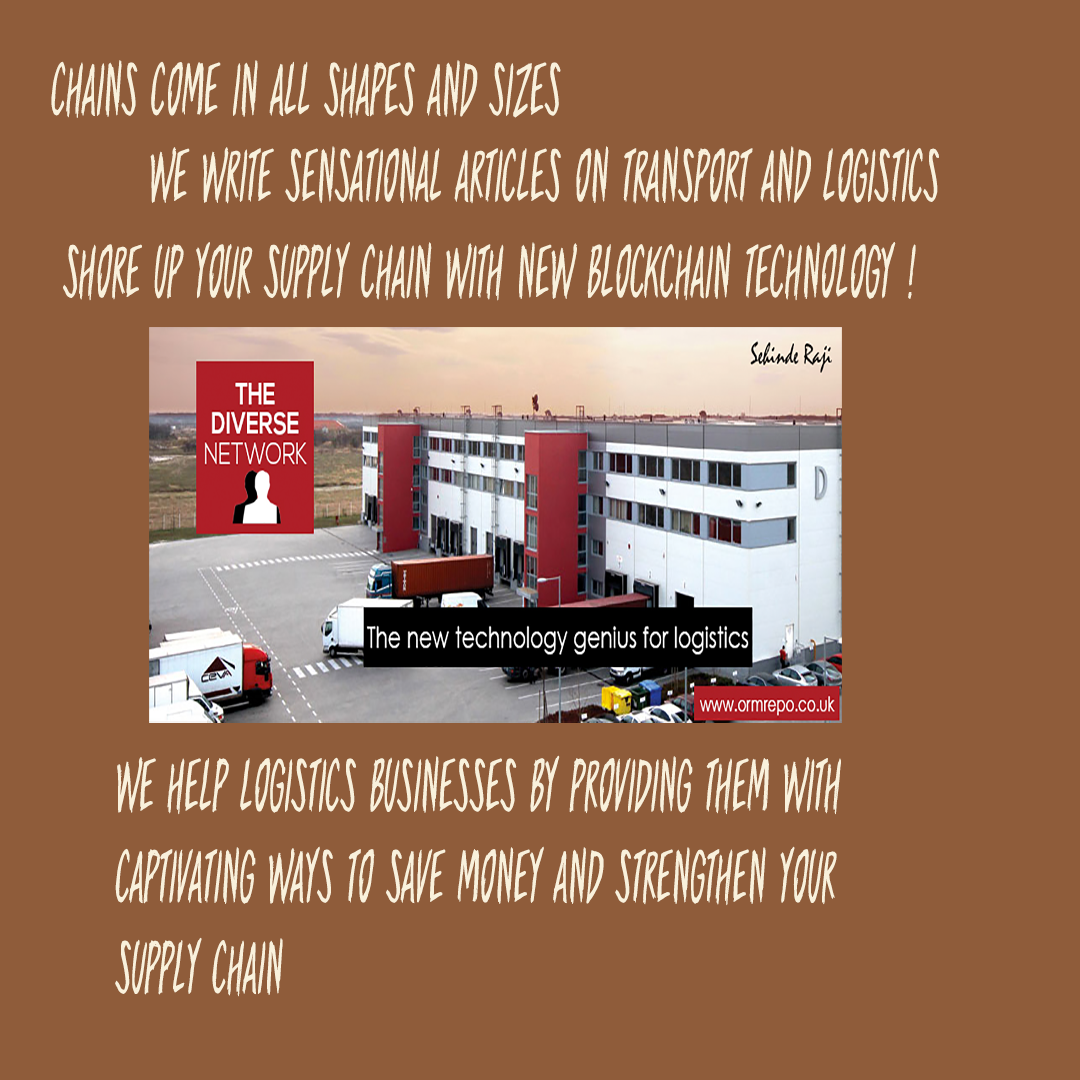 CHAINS COME IN ALL SHAPES AND SIZES
WE WRITE SENSATIONAL ARTICLES ON TRANSPORT AND LOGISTICS
SHORE UP YOUR SUPPLY CHAIN WITH NEW BLOCKCHAIN TECHNOLOGY !
Sehinde Raji
THE
DIVERSE
NETWORK
D
The new technology genius for logistics
CEVA
www.ormrepo.co.uk
WE HELP LOGISTICS BUSINESSES BY PROVIDING THEM WITH
CAPTIVATING WAYS TO SAVE MONEY AND STRENGTHEN YOUR
SUPPLY CHAIN